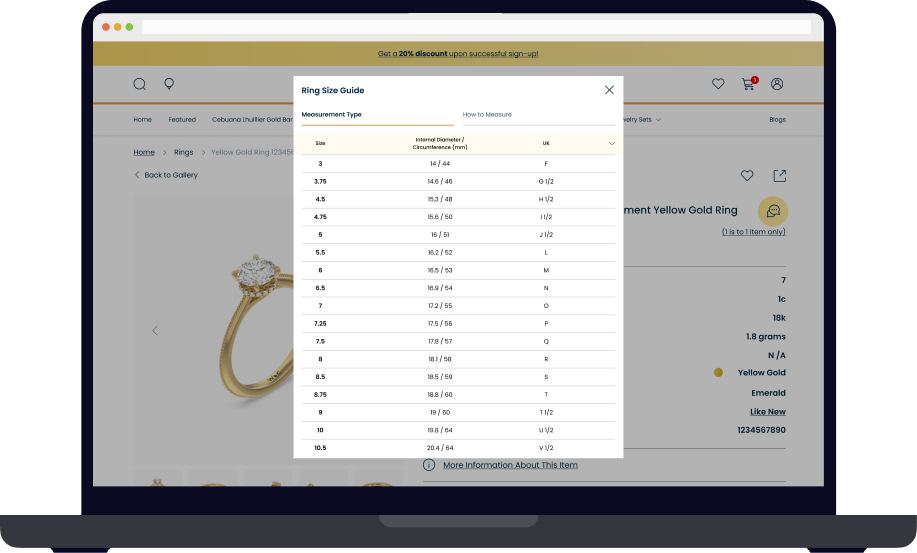 Get a 20% discount upon successful sign-up!
1
Home
Featured
Cebuana Lhuillier Gold Bar
elry Sets
Blogs
Home > Rings > Yellow Gold Ring 123456
Back to Gallery
Ring Size Guide
Measurement Type
How to Measure
Size
Internal Diameter /
Circumference (mm)
UK
3 14 / 44 F
3.75 14.6 / 46 G 1/2
4.5 15.3 / 48 H 1/2
4.75 15.6 / 50 I 1/2
5 16 / 51 J 1/2
5.5 16.2 / 52 L
6 16.5 / 53 M
6.5 16.9 / 54 N
7 17.2 / 55 O
7.25 17.5 / 56 P
7.5 17.8 / 57 Q
8 18.1 / 58 R
8.5 18.5 / 59 S
8.75 18.8 / 60 T
9 19 / 60 T 1/2
10 19.8 / 64 U 1/2
10.5 20.4 / 64 V 1/2
ment Yellow Gold Ring
(1 is to 1 item only)
7
1c
18k
1.8 grams
N /A
Yellow Gold
Emerald
Like New
1234567890
More Information About This Item